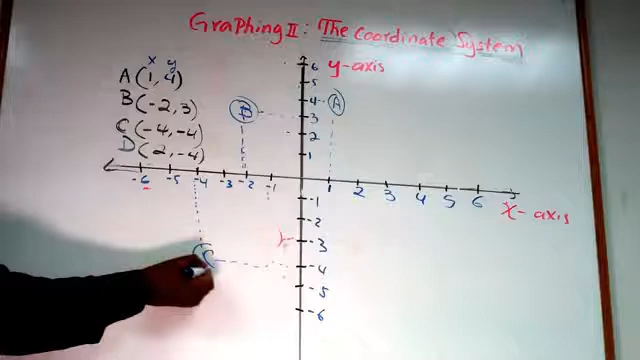 Graphing II: The coordinate System
x y
A(1, 4)
B(-2, 3)
C(-4, -4)
D(2, -4)
y-axis
6
5
4
3
2
1
B
A
-6 -5 -4 -3 -2 -1 1 2 3 4 5 6
x-axis
-1
-2
-3
-4
-5
-6
C